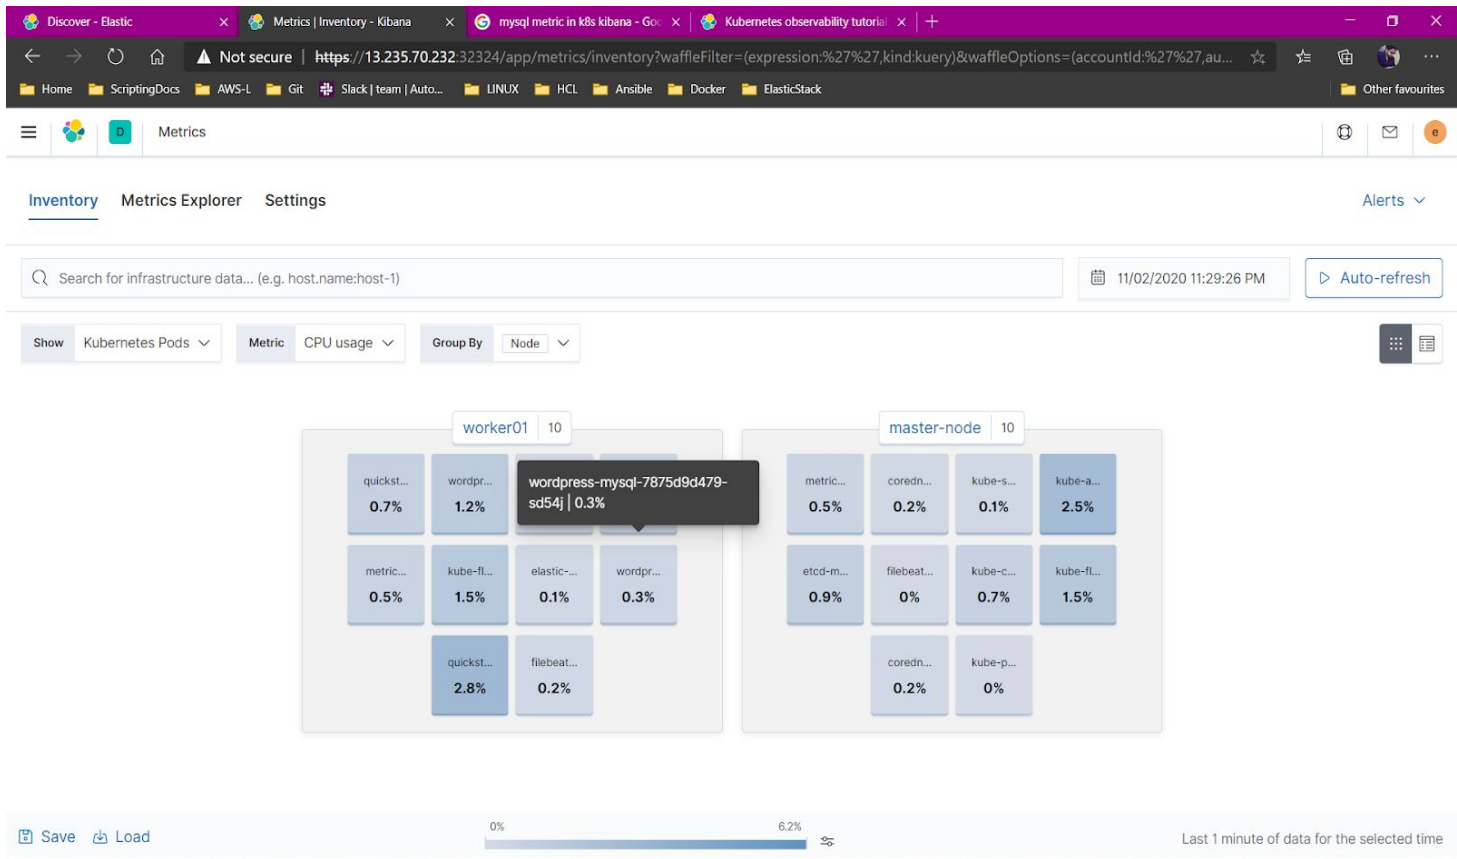 Discover - Elastic
Metrics | Inventory - Kibana
mysql metric in k8s kibana - Goo
Kubernetes observability tutorial
Not secure
https://13.235.70.232:32324/app/metrics/inventory?waffleFilter=(expression:%27%27,kind:kuery)&waffleOptions=(accountId:%27%27,au...
Home
ScriptingDocs
AWS-L
Git
Slack | team | Auto...
LINUX
HCL
Ansible
Docker
ElasticStack
Other favourites
D
Metrics
e
Inventory
Metrics Explorer
Settings
Alerts
Search for infrastructure data... (e.g. host.name:host-1)
11/02/2020 11:29:26 PM
Auto-refresh
Show Kubernetes Pods
Metric CPU usage
Group By Node
worker01 10
quickst...
0.7%
wordpr...
1.2%
wordpress-mysql-7875d9d479-
sd54j | 0.3%
metric...
0.5%
kube-fl...
1.5%
elastic-...
0.1%
wordpr...
0.3%
quickst...
2.8%
filebeat...
0.2%
master-node 10
metric...
0.5%
coredn...
0.2%
kube-s...
0.1%
kube-a...
2.5%
etcd-m...
0.9%
filebeat...
0%
kube-c...
0.7%
kube-fl...
1.5%
coredn...
0.2%
kube-p...
0%
Save
Load
0%
6.2%
Last 1 minute of data for the selected time